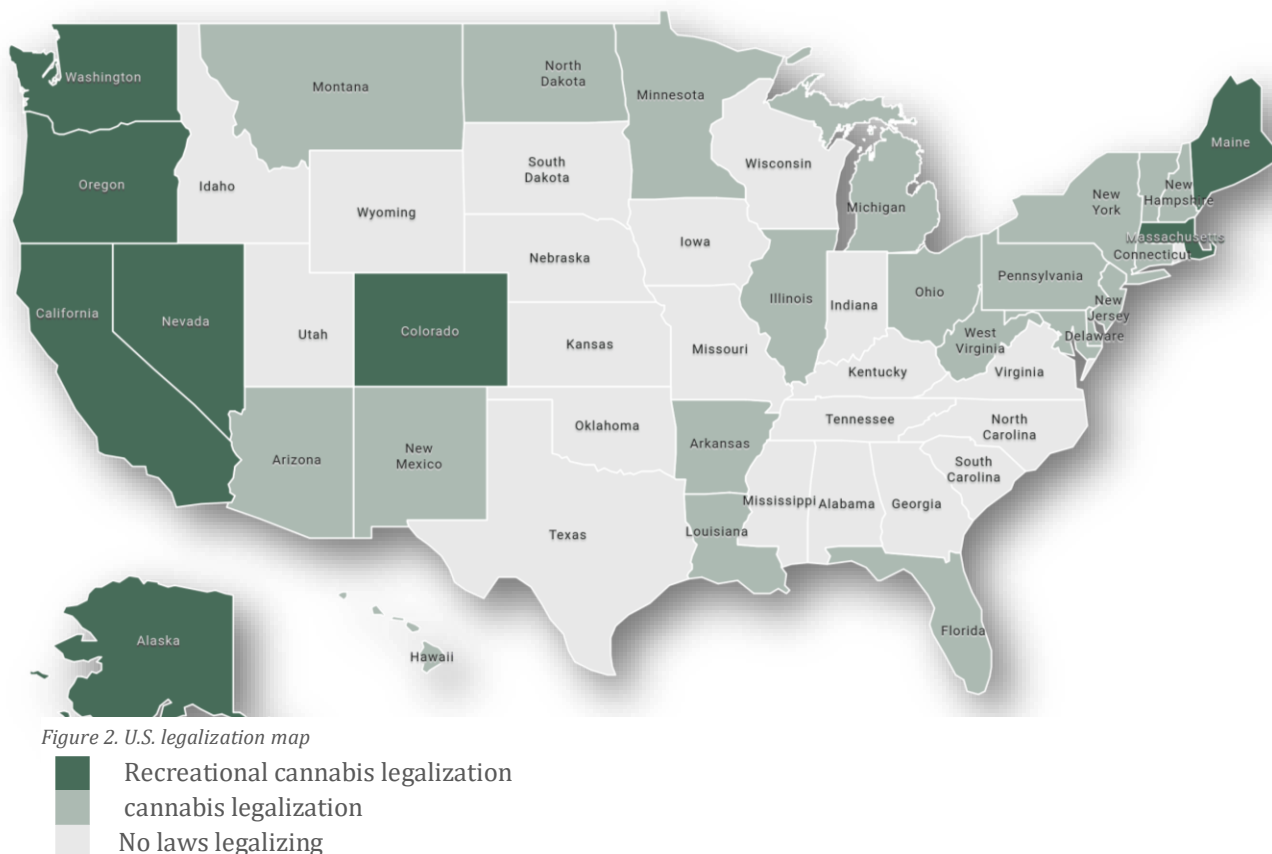 Washington
Montana
North
Dakota
Minnesota
Maine
Oregon
Idaho
South
Dakota
Wisconsin
Wyoming
Michigan
New
York
New
Hampshire
Massachusetts
Connecticut
Iowa
Nebraska
Pennsylvania
California
Nevada
Utah
Colorado
Illinois
Indiana
Ohio
New
Jersey
Delaware
West
Virginia
Kansas
Missouri
Kentucky
Virginia
Oklahoma
Tennessee
North
Carolina
Arizona
New
Mexico
Arkansas
South
Carolina
Mississippi
Alabama
Georgia
Texas
Louisiana
Florida
Alaska
Hawaii
Figure 2. U.S. legalization map
Recreational cannabis legalization
cannabis legalization
No laws legalizing